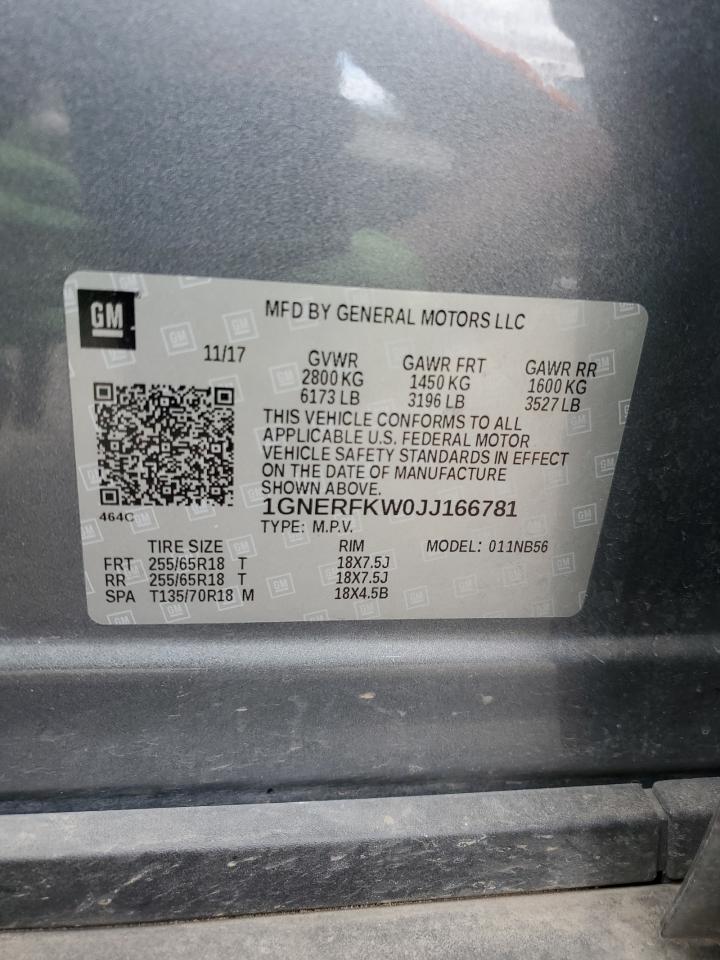 GM
MFD BY GENERAL MOTORS LLC
11/17
GVWR
2800 KG
6173 LB
GAWR FRT
1450 KG
3196 LB
GAWR RR
1600 KG
3527 LB
THIS VEHICLE CONFORMS TO ALL
APPLICABLE U.S. FEDERAL MOTOR
VEHICLE SAFETY STANDARDS IN EFFECT
ON THE DATE OF MANUFACTURE
SHOWN ABOVE.
464C
1GNERFKW0JJ166781
TYPE: M.P.V.
TIRE SIZE RIM MODEL: 011NB56
FRT 255/65R18 T 18X7.5J
RR 255/65R18 T 18X7.5J
SPA T135/70R18 M 18X4.5B